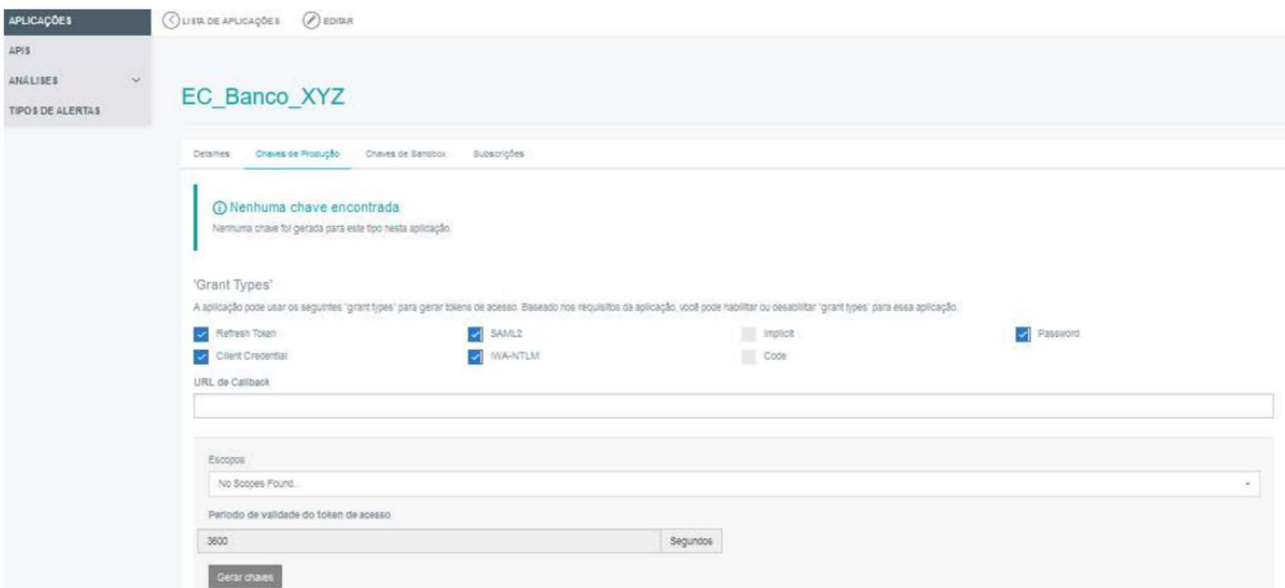 APLICAÇÕES
LISTA DE APLICAÇÕES
EDITAR
APIS
ANÁLISES
TIPOS DE ALERTAS
EC_Banco_XYZ
Detalhes
Chaves de Produção
Chaves de Sandbox
Subscrições
Nenhuma chave encontrada
Nenhuma chave foi gerada para este tipo nesta aplicação.
'Grant Types'
A aplicação pode usar os seguintes 'grant types' para gerar tokens de acesso. Baseado nos requisitos da aplicação, você pode habilitar ou desabilitar 'grant types' para essa aplicação.
Refresh Token
SAML2
Implicit
Password
Client Credential
IWA-NTLM
Code
URL de Callback
Escopos
No Scopes Found..
Período de validade do token de acesso
3600
Segundos
Gerar chaves